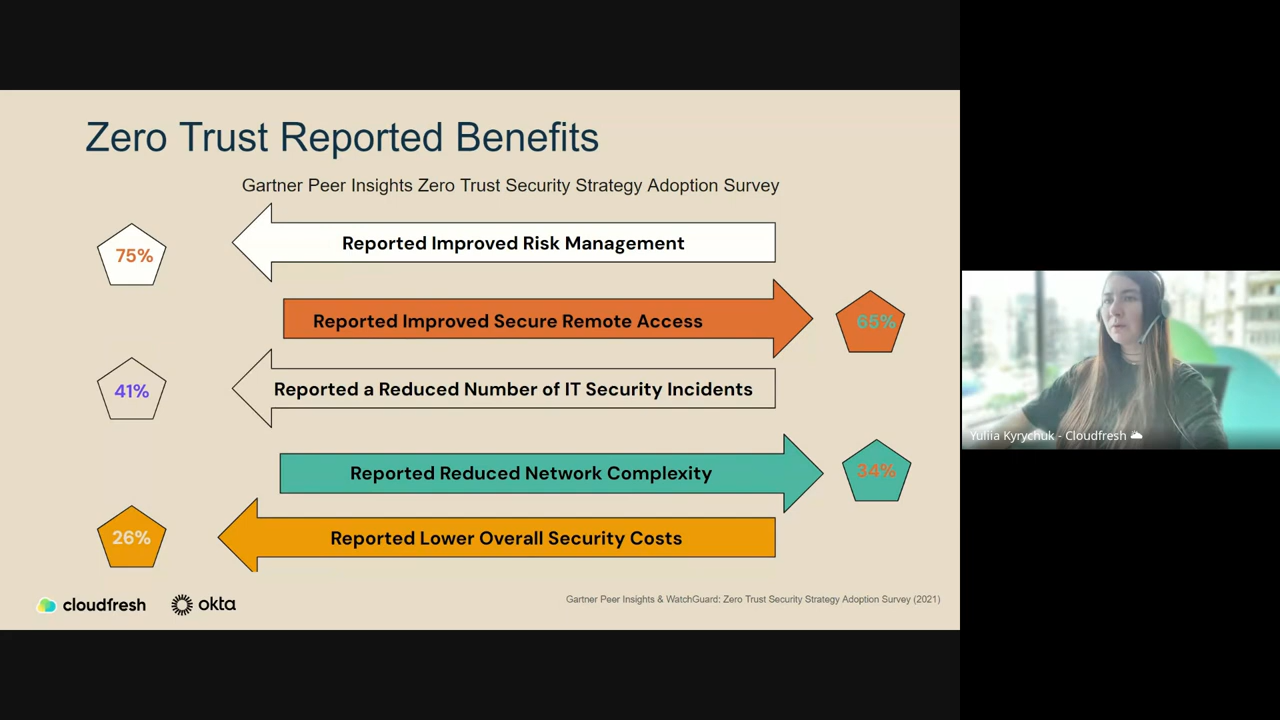 Zero Trust Reported Benefits
Gartner Peer Insights Zero Trust Security Strategy Adoption Survey
75%
Reported Improved Risk Management
Reported Improved Secure Remote Access
65%
41%
Reported a Reduced Number of IT Security Incidents
Reported Reduced Network Complexity
34%
26%
Reported Lower Overall Security Costs
cloudfresh
okta
Gartner Peer Insights & WatchGuard: Zero Trust Security Strategy Adoption Survey (2021)
Yuliia Kyrychuk - Cloudfresh 🌥